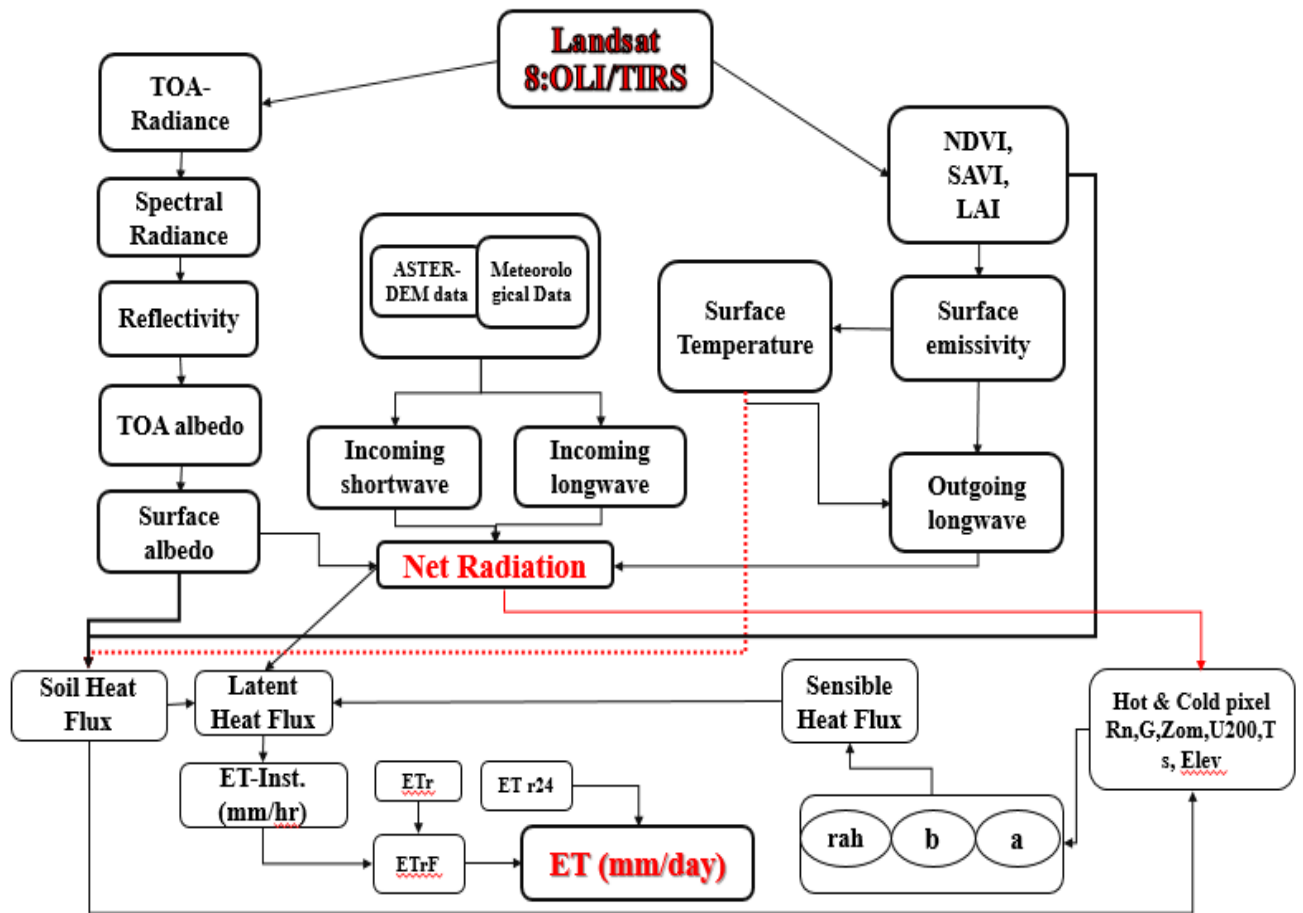 Landsat
8:OLI/TIRS
TOA-
Radiance
NDVI,
SAVI,
LAI
Spectral
Radiance
ASTER-
DEM data
Meteorolo
gical Data
Surface
Temperature
Surface
emissivity
Reflectivity
TOA albedo
Incoming
shortwave
Incoming
longwave
Outgoing
longwave
Surface
albedo
Net Radiation
Soil Heat
Flux
Latent
Heat Flux
Sensible
Heat Flux
Hot & Cold pixel
Rn,G,Zom,U200,T
s, Elev
ET-Inst.
(mm/hr)
ETr
ET r24
rah
b
a
ETrF
ET (mm/day)